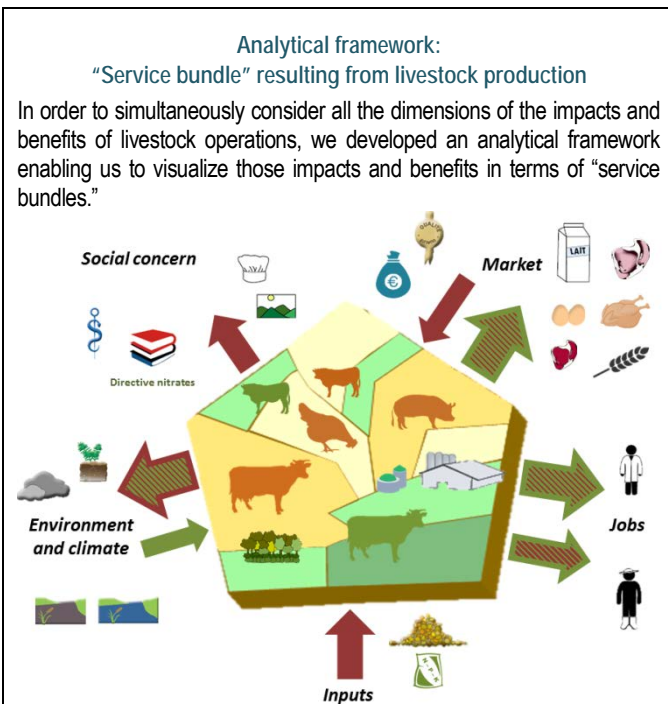 Analytical framework:
“Service bundle” resulting from livestock production
In order to simultaneously consider all the dimensions of the impacts and
benefits of livestock operations, we developed an analytical framework
enabling us to visualize those impacts and benefits in terms of “service
bundles.”
Social concern
QUALITE
Market
LAIT
€
Directive nitrates
Environment
and climate
Jobs
N-P-K
Inputs